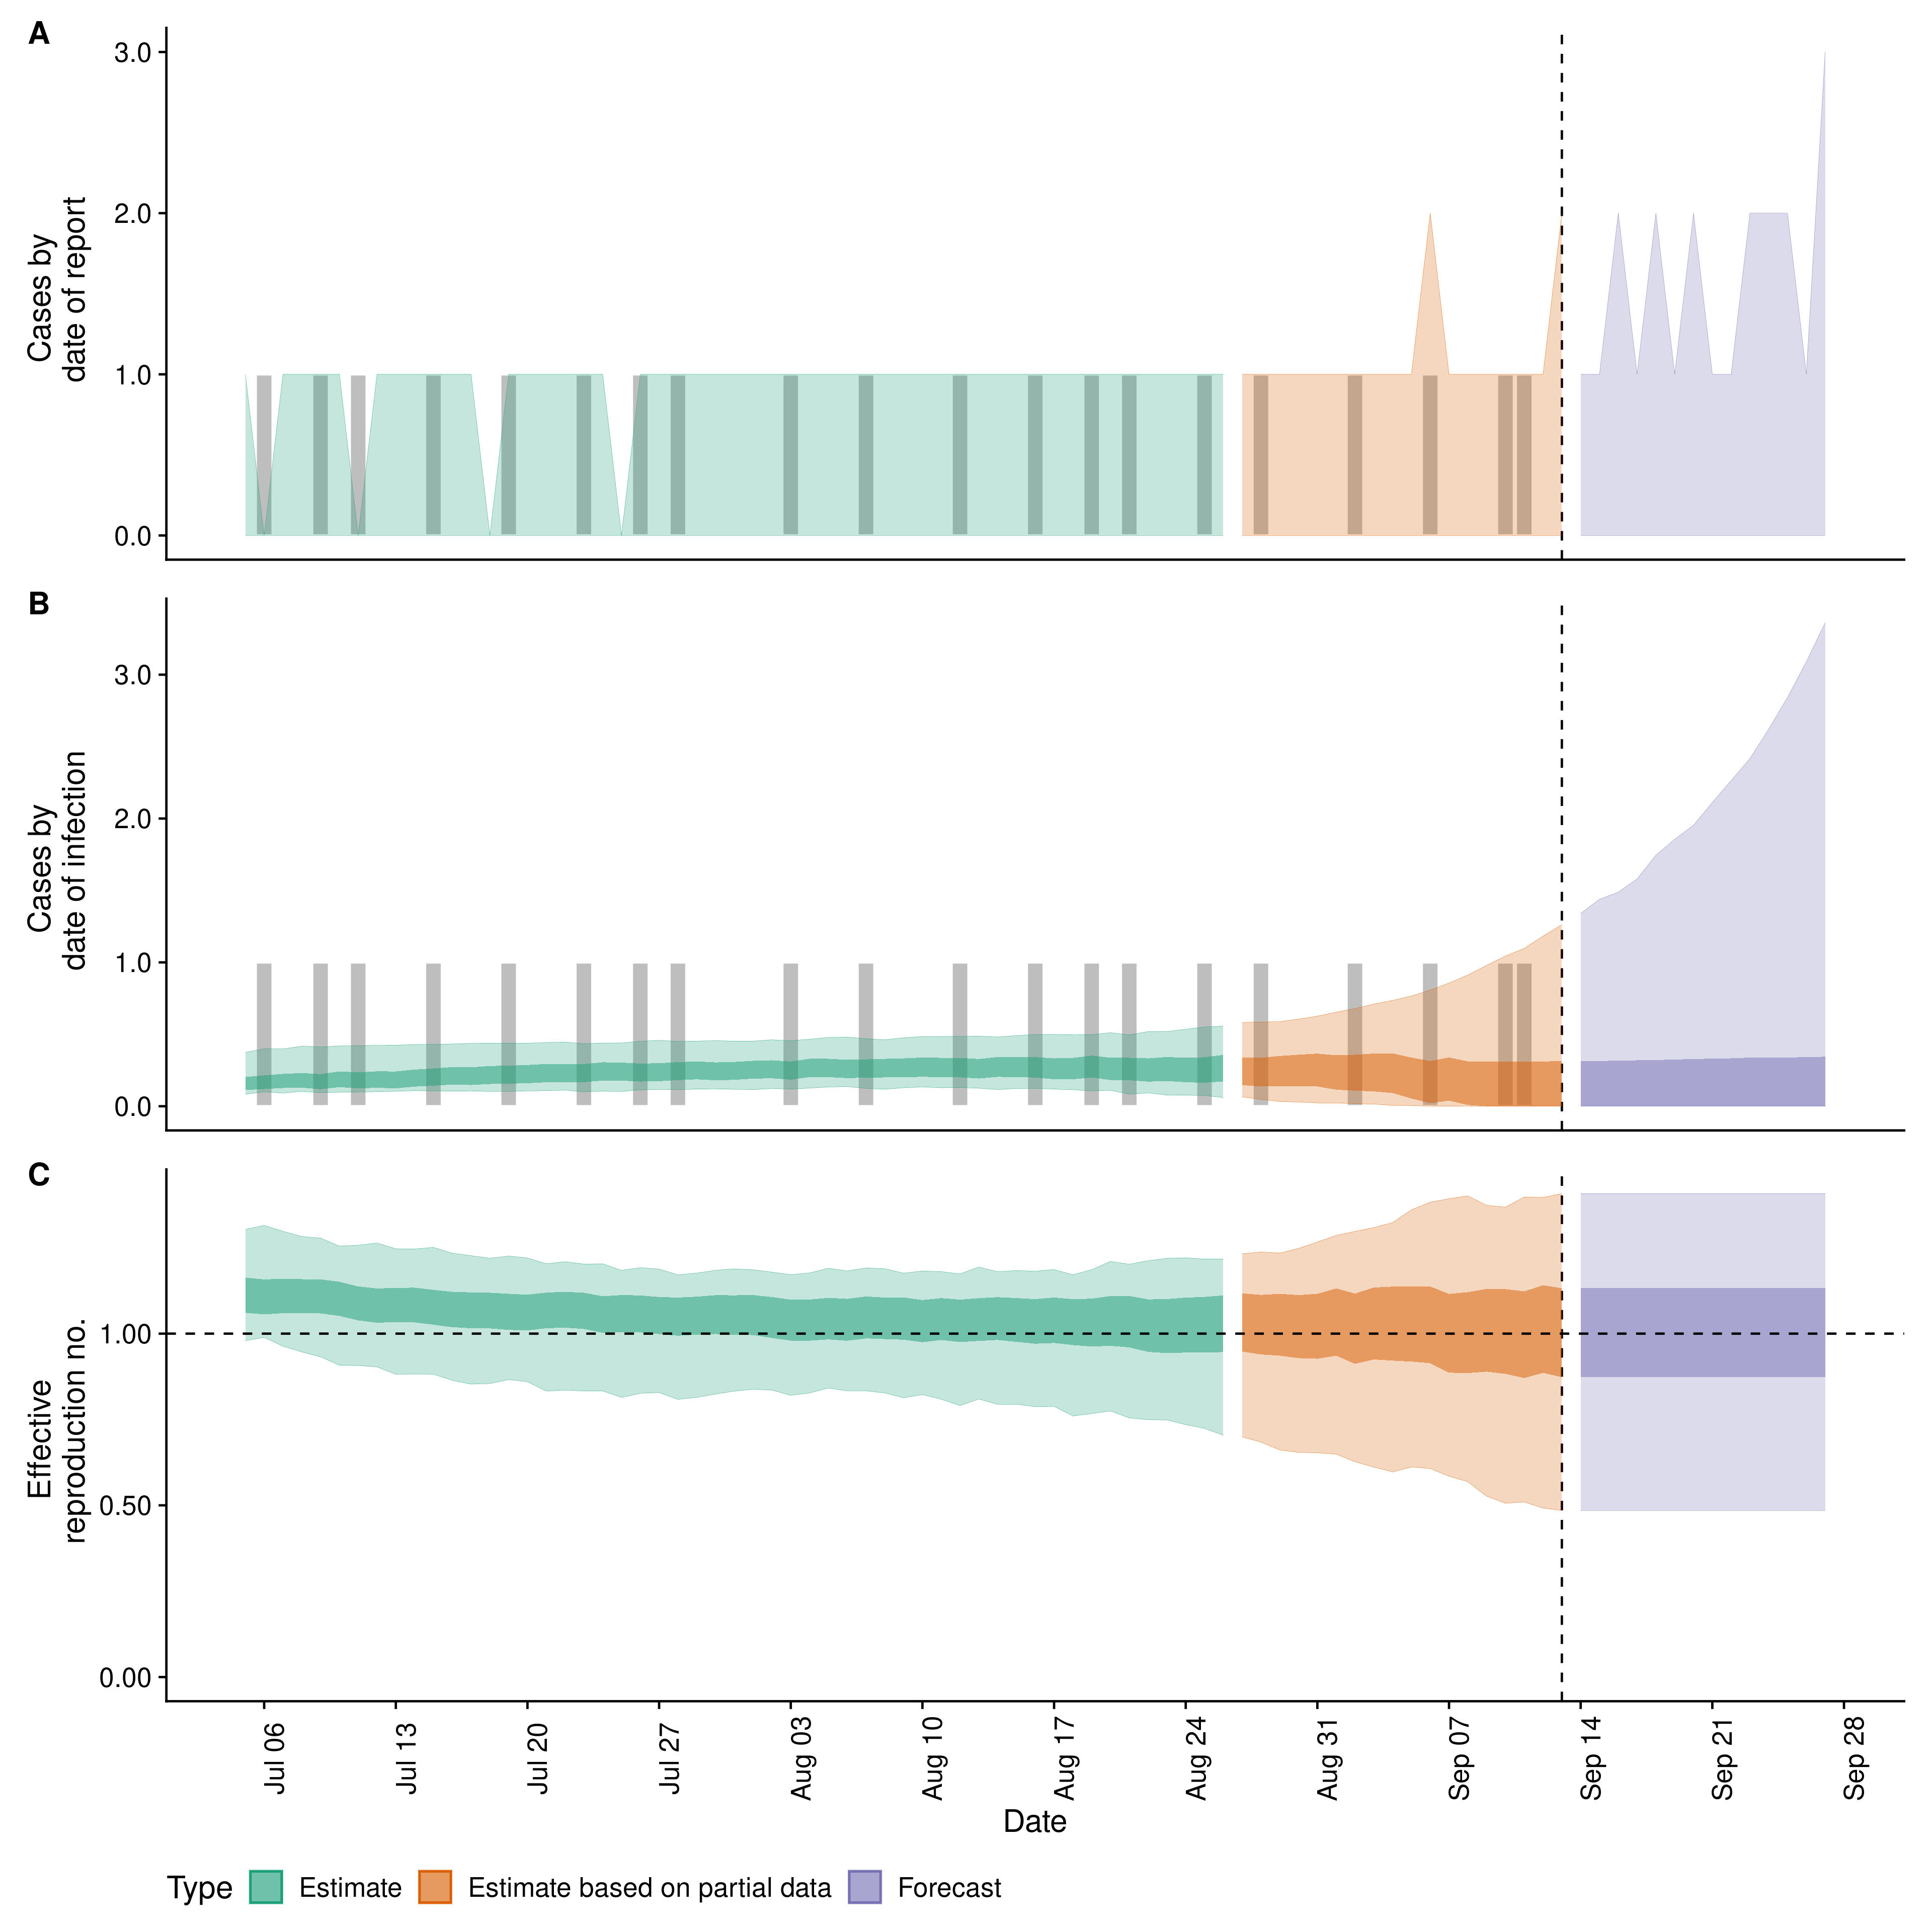 A
Cases by
date of report
3.0
2.0
1.0
0.0
B
Cases by
date of infection
3.0
2.0
1.0
0.0
C
Effective
reproduction no.
1.00
0.50
0.00
Jul 06
Jul 13
Jul 20
Jul 27
Aug 03
Aug 10
Aug 17
Aug 24
Aug 31
Sep 07
Sep 14
Sep 21
Sep 28
Date
Type Estimate Estimate based on partial data Forecast